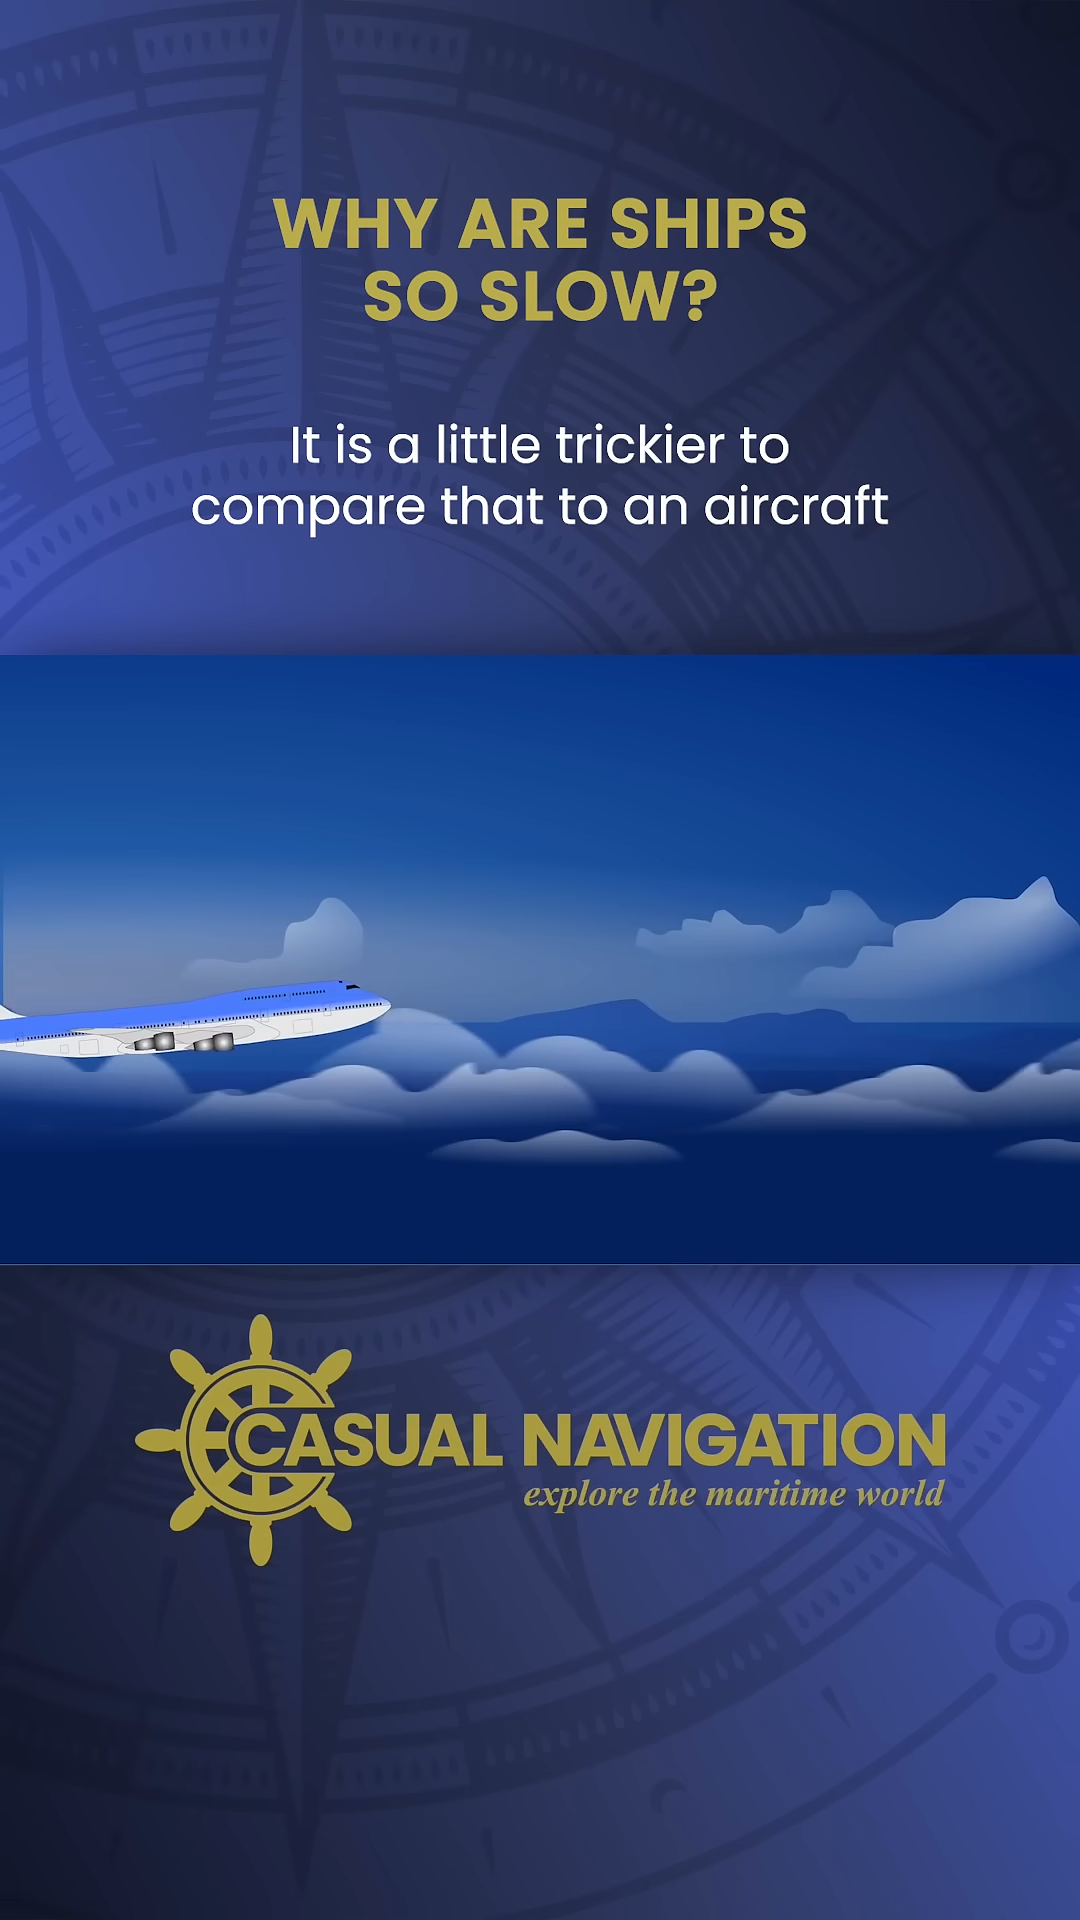 WHY ARE SHIPS
SO SLOW?
It is a little trickier to
compare that to an aircraft
CASUAL NAVIGATION
explore the maritime world